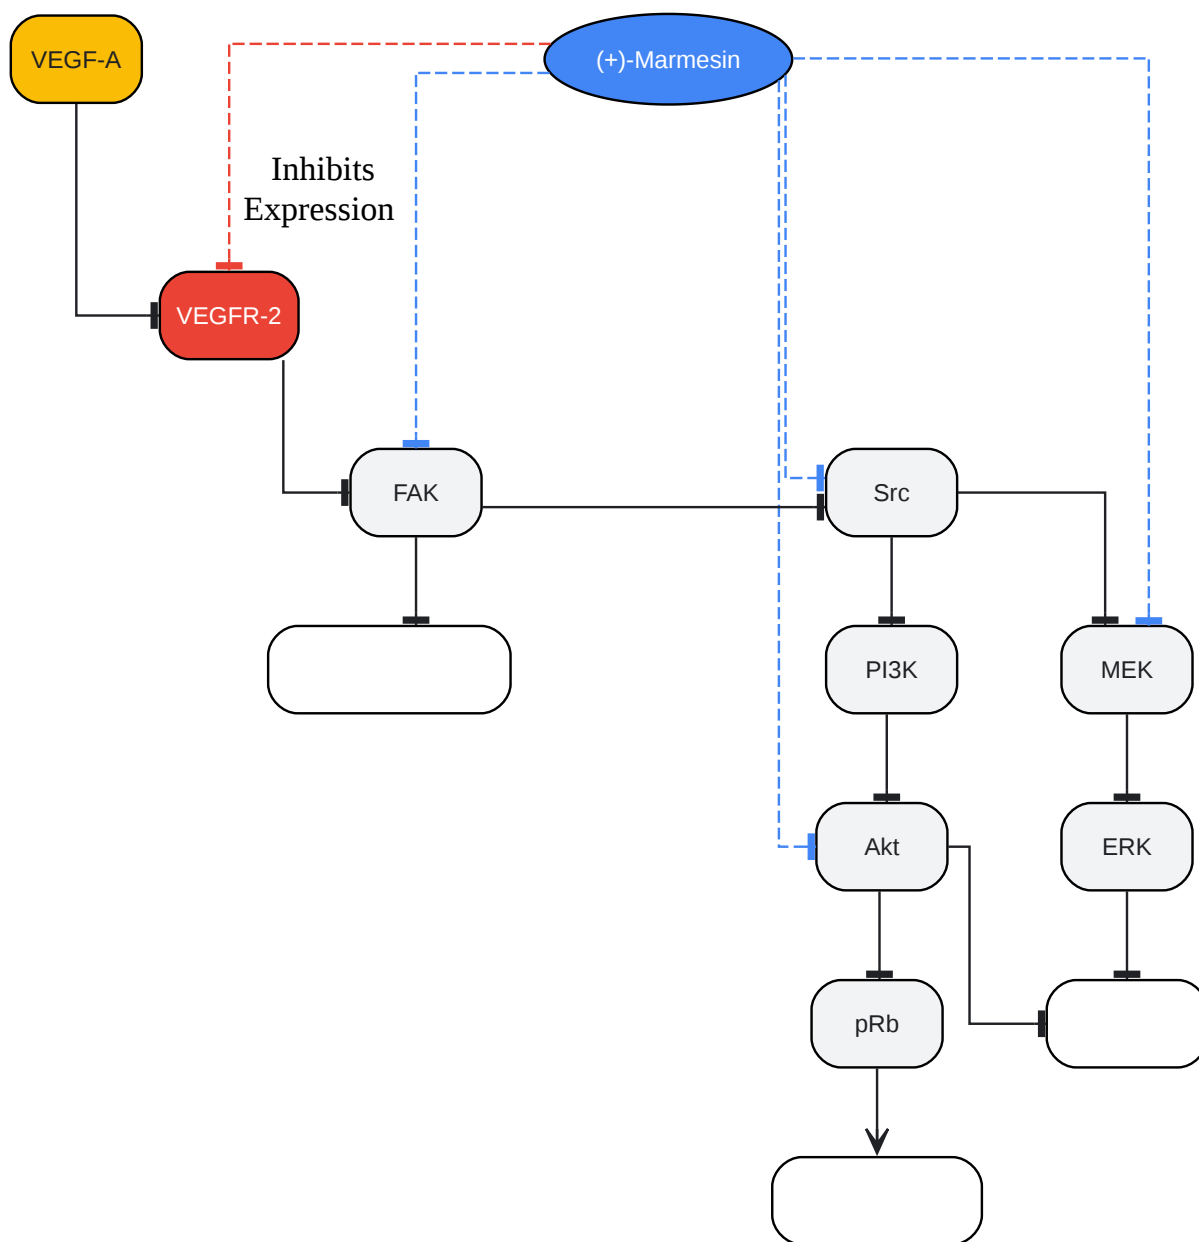 VEGF-A
(+)-Marmesin
Inhibits
Expression
VEGFR-2
FAK
Src
PI3K
MEK
Akt
ERK
pRb